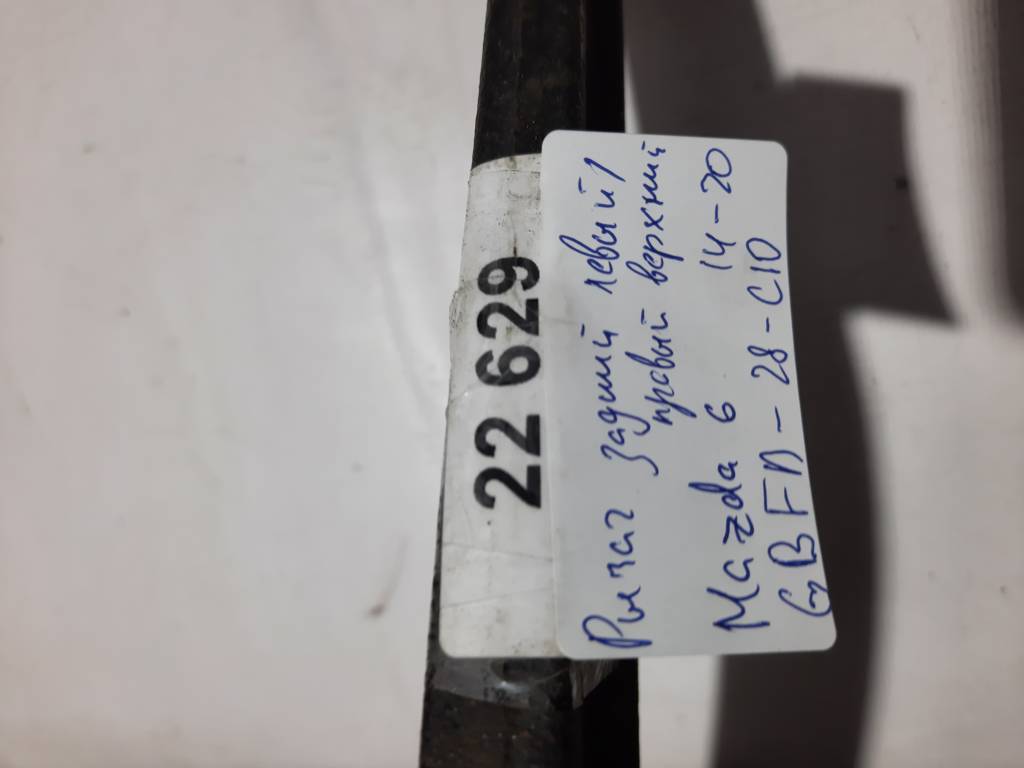 22 629
Рычаг задний левый/
правый верхний
Mazda 6 14-20
GBFD-28-C10